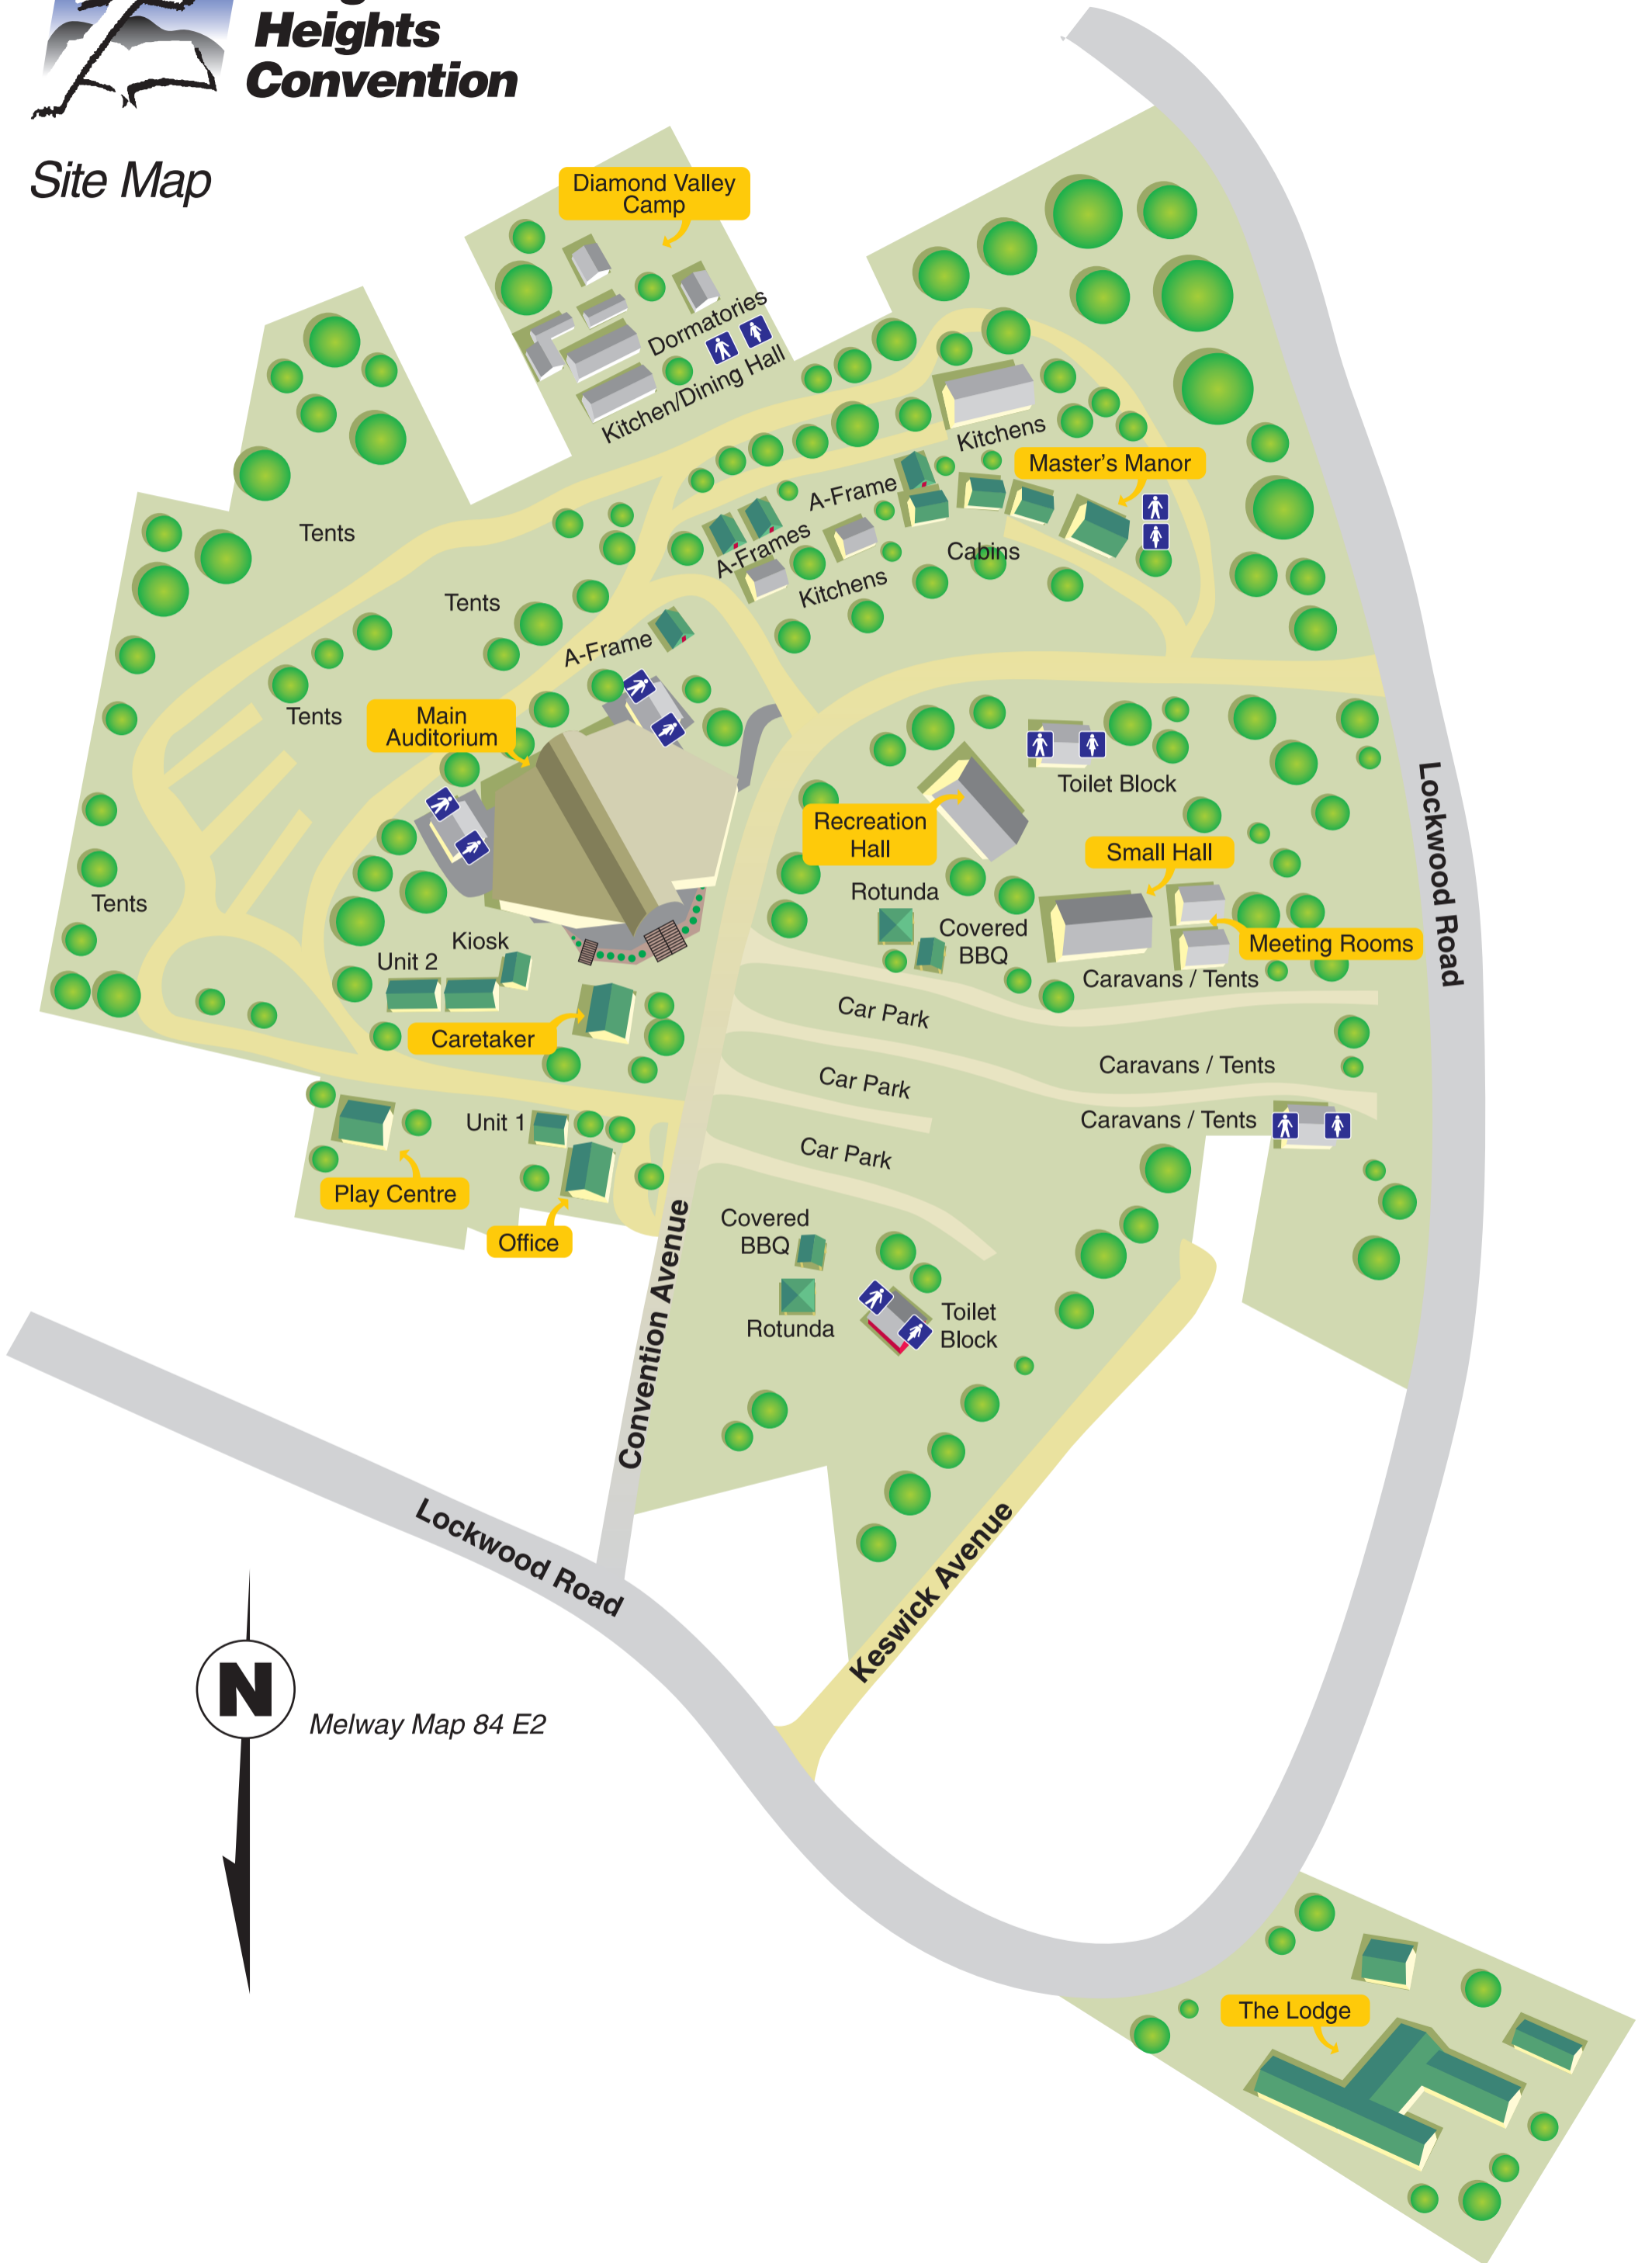 Heights
Convention
Site Map
Diamond Valley
Camp
Dormatories
Kitchen/Dining Hall
Kitchens
Master's Manor
A-Frame
A-Frames
Cabins
Kitchens
Tents
Tents
A-Frame
Tents
Main
Auditorium
Toilet Block
Recreation
Hall
Small Hall
Lockwood Road
Rotunda
Tents
Covered
BBQ
Meeting Rooms
Kiosk
Unit 2
Caravans / Tents
Car Park
Caretaker
Caravans / Tents
Car Park
Caravans / Tents
Unit 1
Car Park
Play Centre
Office
Covered
BBQ
Convention Avenue
Rotunda
Toilet
Block
Lockwood Road
Keswick Avenue
N
Melway Map 84 E2
The Lodge